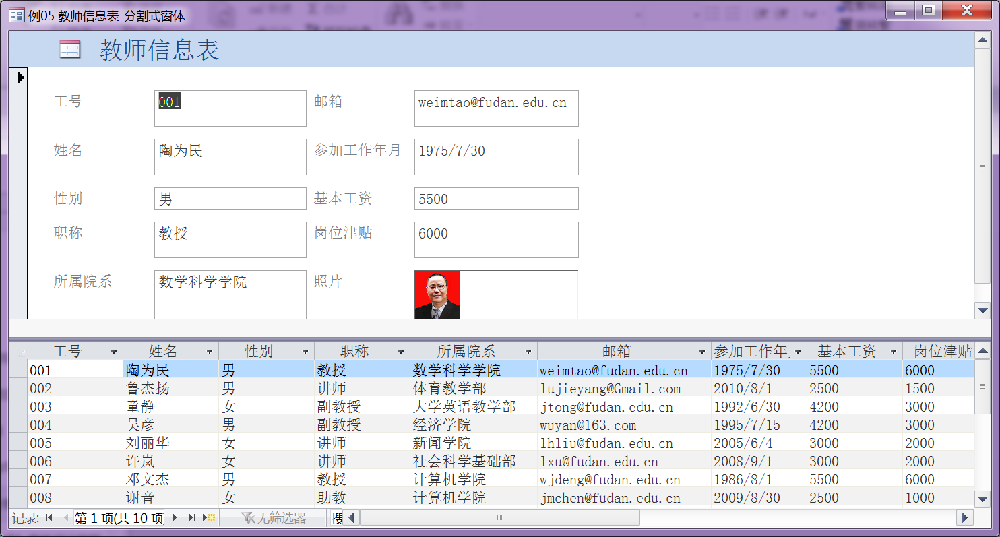 例05 教师信息表_分割式窗体
教师信息表
工号 001 邮箱 weimtao@fudan.edu.cn
姓名 陶为民 参加工作年月 1975/7/30
性别 男 基本工资 5500
职称 教授 岗位津贴 6000
所属院系 数学科学学院 照片
工号 姓名 性别 职称 所属院系 邮箱 参加工作年. 基本工资 岗位津贴
001 陶为民 男 教授 数学科学学院 weimtao@fudan.edu.cn 1975/7/30 5500 6000
002 鲁杰扬 男 讲师 体育教学部 lujieyang@Gmail.com 2010/8/1 2500 1500
003 童静 女 副教授 大学英语教学部 jtong@fudan.edu.cn 1992/6/30 4200 3000
004 吴彦 男 副教授 经济学院 wuyan@163.com 1995/7/15 4200 3000
005 刘丽华 女 讲师 新闻学院 lhliu@fudan.edu.cn 2005/6/4 3000 2000
006 许岚 女 讲师 社会科学基础部 lxu@fudan.edu.cn 2008/9/1 3000 2000
007 邓文杰 男 教授 计算机学院 wjdeng@fudan.edu.cn 1986/8/1 5500 6000
008 谢音 女 助教 计算机学院 jmchen@fudan.edu.cn 2009/8/30 2500 1000
记录: 第 1 项(共 10 项 无筛选器 搜